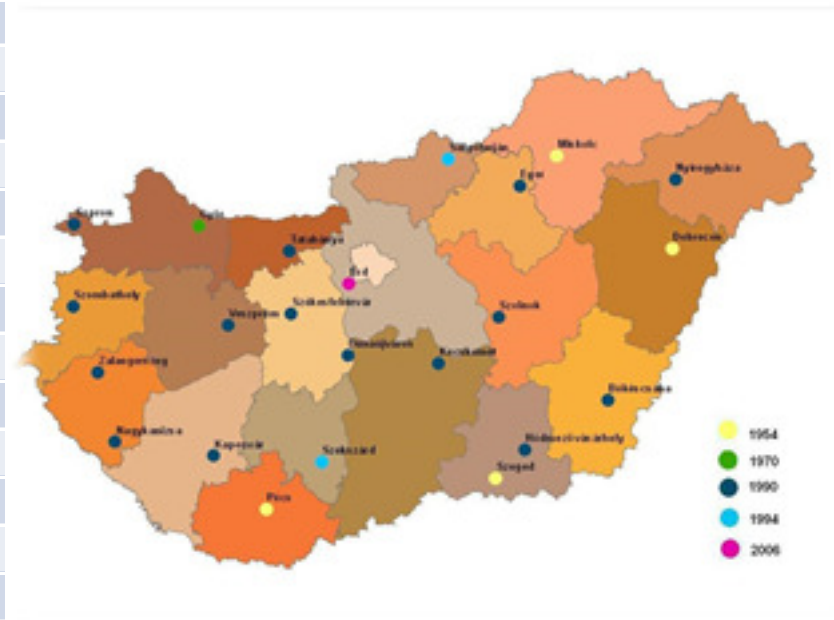 Salgótarján
Miskolc
Eger
Nyíregyháza
Sopron
Győr
Debrecen
Tatabánya
Érd
Szombathely
Székesfehérvár
Veszprém
Szolnok
Dunaújváros
Kecskemét
Zalaegerszeg
Békéscsaba
Nagykanizsa
Kaposvár
Szekszárd
Hódmezővásárhely
Szeged
Pécs
1954
1970
1990
1994
2006